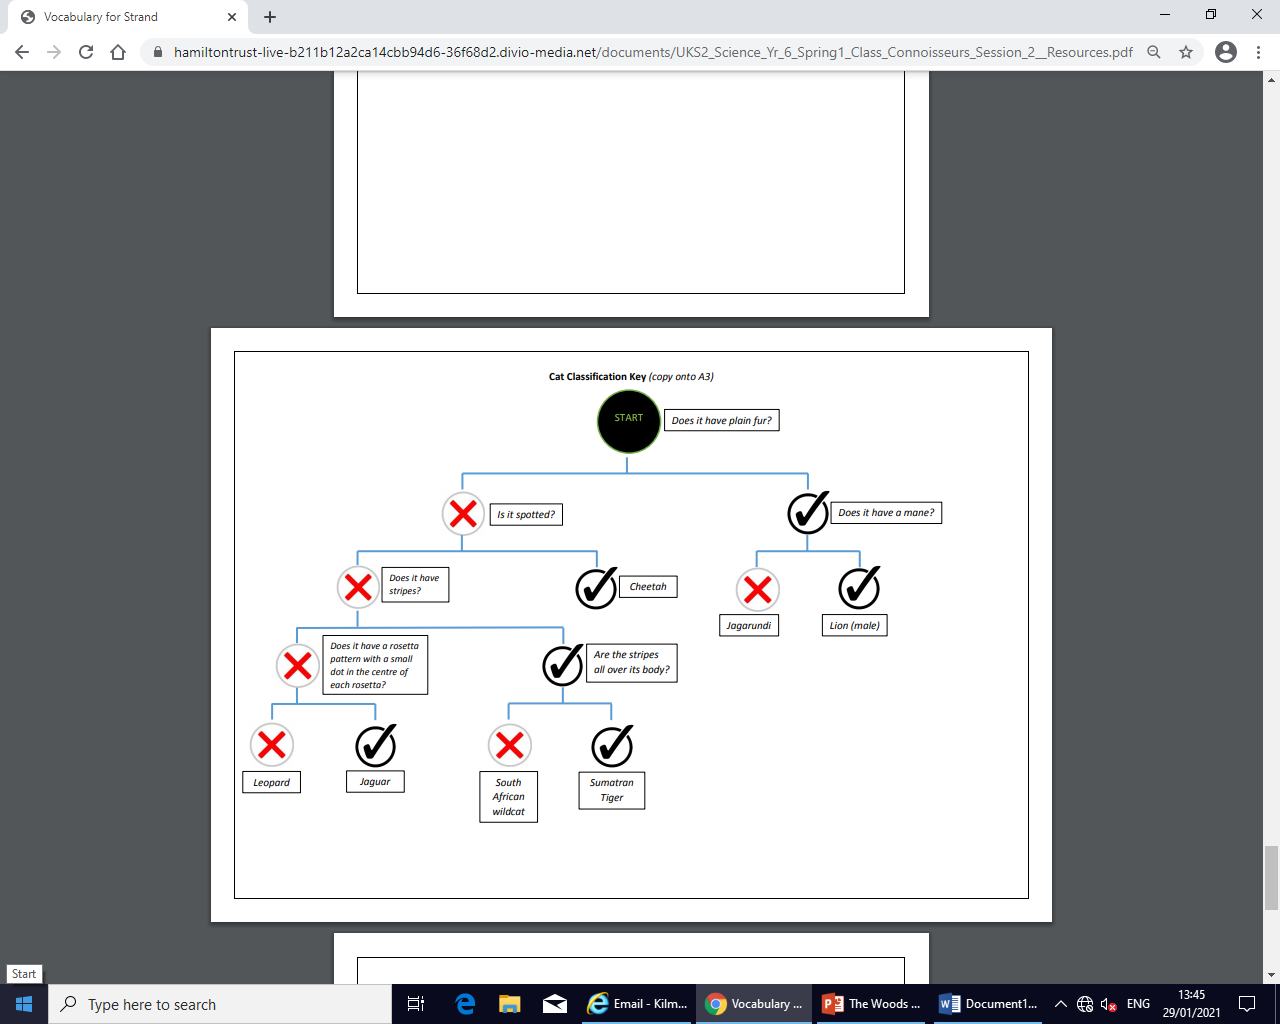 Vocabulary for Strand
hamiltontrust-live-b211b12a2ca14cbb94d6-36f68d2.divio-media.net/documents/UKS2_Science_Yr_6_Spring1_Class_Connoisseurs_Session_2__Resources.pdf
Cat Classification Key (copy onto A3)
START
Does it have plain fur?
Is it spotted?
Does it have a mane?
Does it have
stripes?
Cheetah
Jagarundi
Lion (male)
Does it have a rosetta
pattern with a small
dot in the centre of
each rosetta?
Are the stripes
all over its body?
Leopard
Jaguar
South
African
wildcat
Sumatran
Tiger
Start
Type here to search
Email - Kilm...
Vocabulary ...
The Woods ...
Document1...
ENG
13:45
29/01/2021